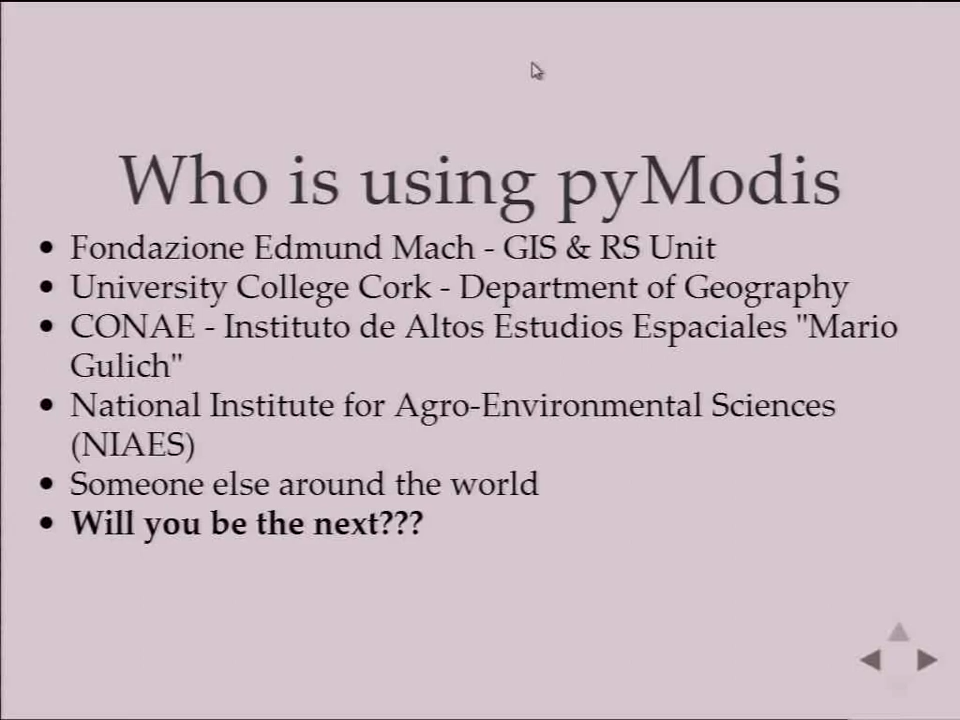 Who is using pyModis
• Fondazione Edmund Mach - GIS & RS Unit
• University College Cork - Department of Geography
• CONAE - Instituto de Altos Estudios Espaciales "Mario
Gulich"
• National Institute for Agro-Environmental Sciences
(NIAES)
• Someone else around the world
• Will you be the next???